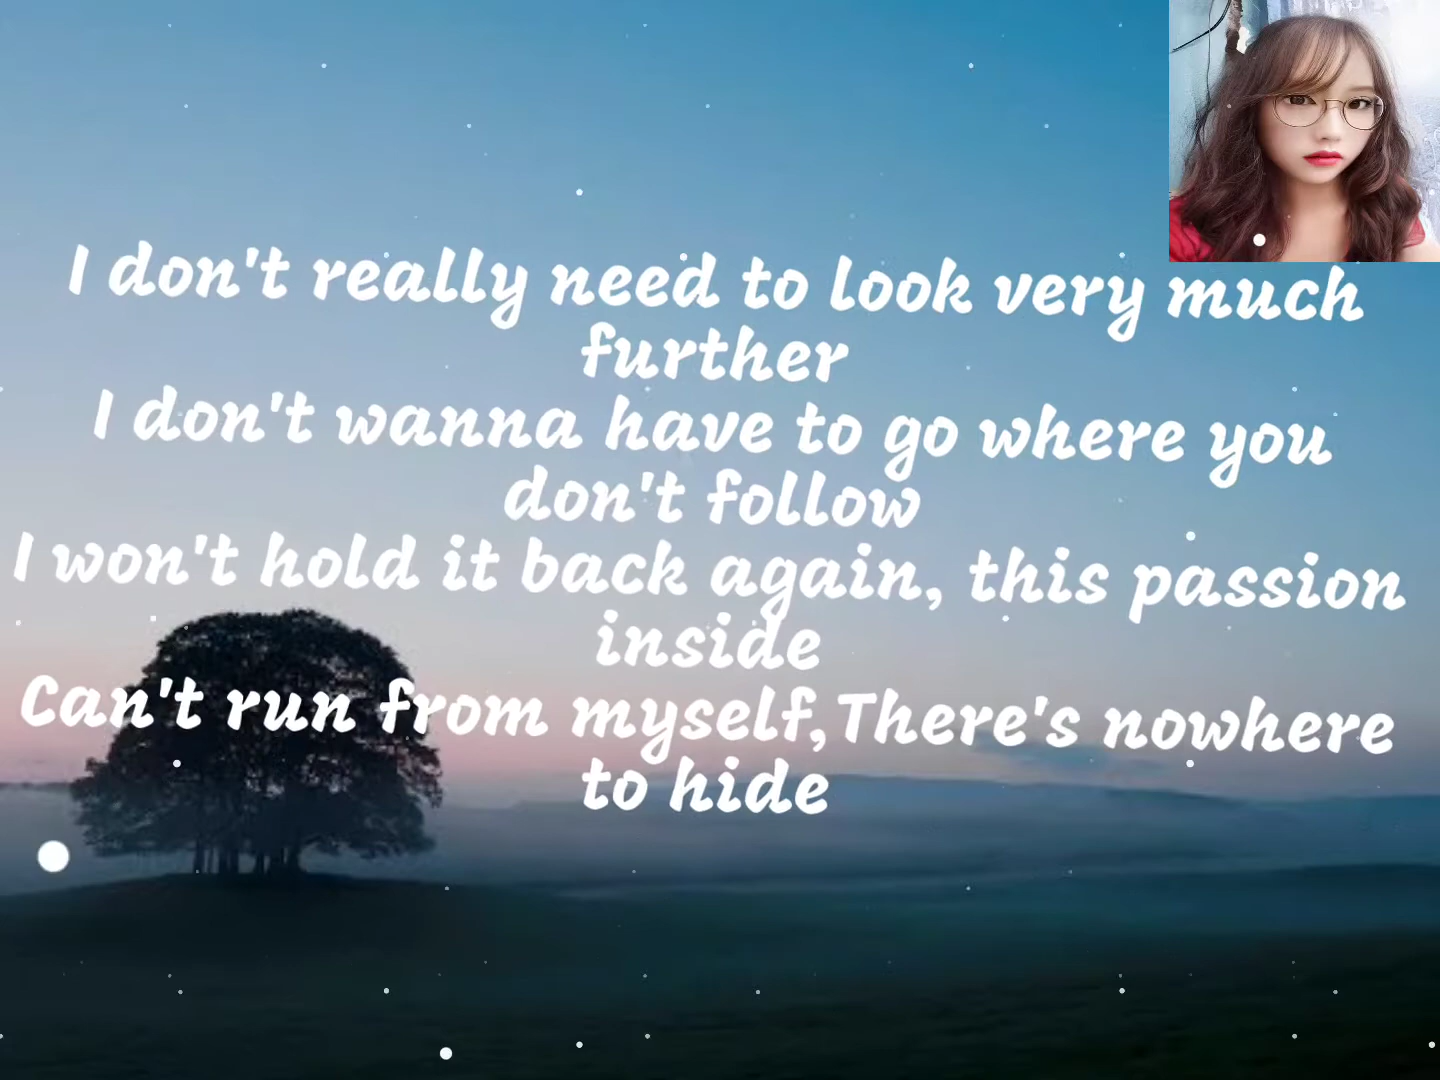 I don't really need to look very much
further
I don't wanna have to go where you
don't follow
I won't hold it back again, this passion
inside
Can't run from myself,There's nowhere
to hide